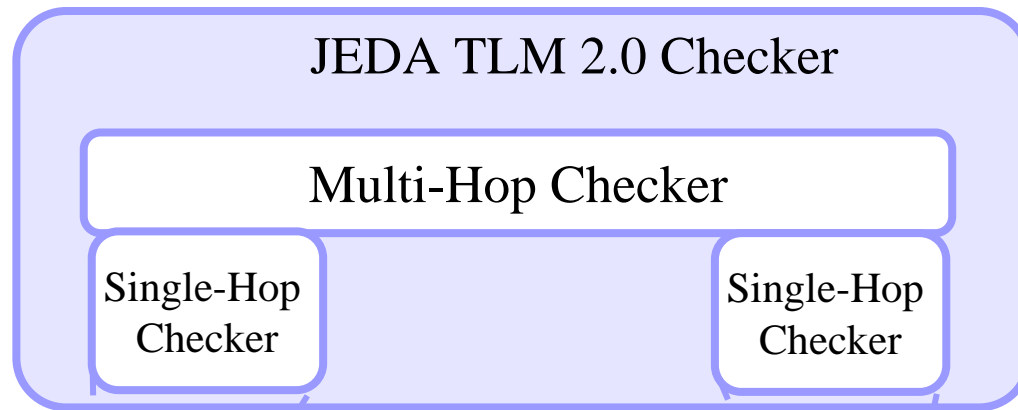 JEDA TLM 2.0 Checker
Multi-Hop Checker
Single-Hop
Checker
Single-Hop
Checker